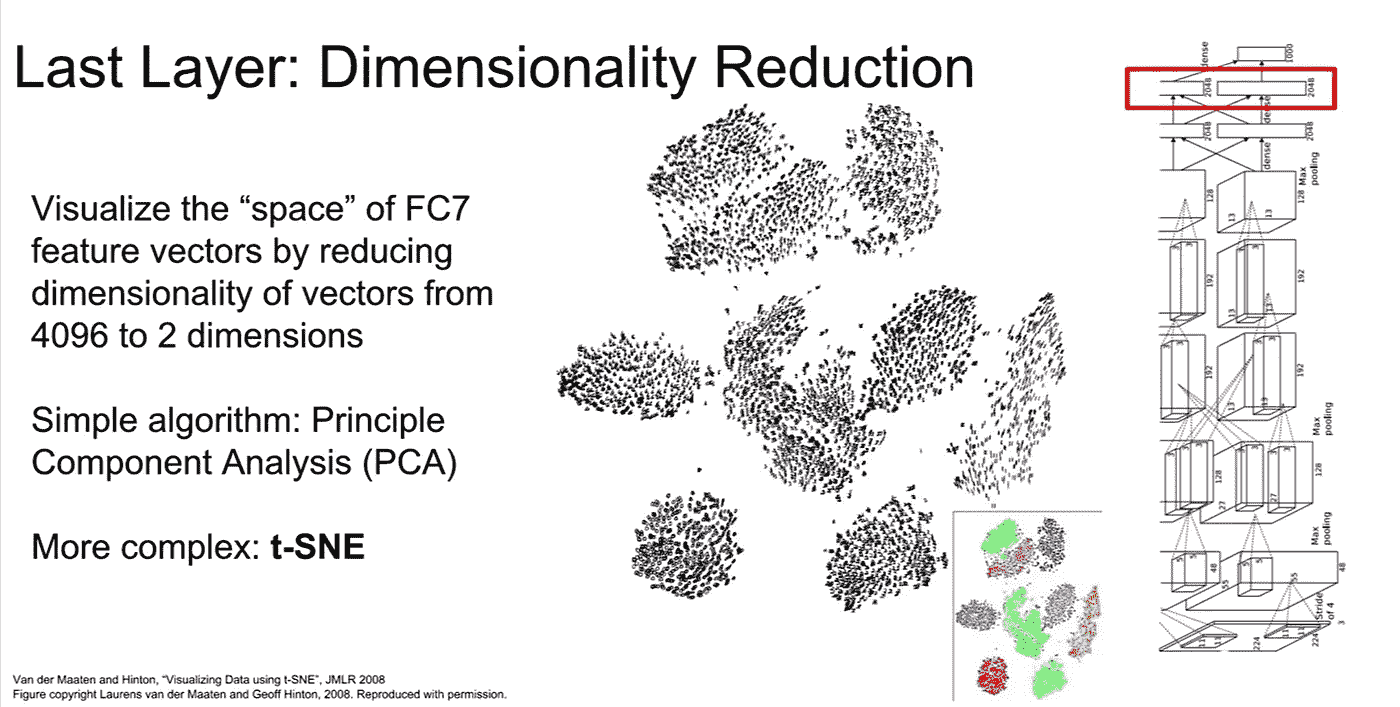 Last Layer: Dimensionality Reduction
Visualize the “space” of FC7
feature vectors by reducing
dimensionality of vectors from
4096 to 2 dimensions
Simple algorithm: Principle
Component Analysis (PCA)
More complex: t-SNE
Van der Maaten and Hinton, “Visualizing Data using t-SNE”, JMLR 2008
Figure copyright Laurens van der Maaten and Geoff Hinton, 2008. Reproduced with permission.
dense
1000
2048
2048
dense
2048
2048
dense
Max
pooling
128
128
13
13
192
192
13
13
192
192
13
13
Max
pooling
128
128
27
27
Max
pooling
48
48
55
55
Stride
of 4
3
224
224
11
11
11
11